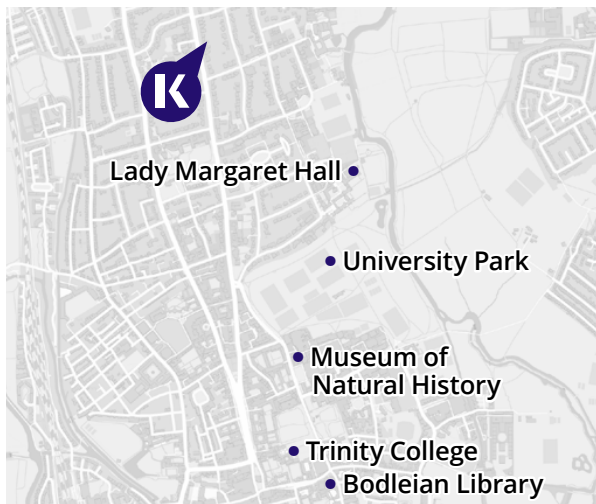 K
Lady Margaret Hall
University Park
Museum of
Natural History
Trinity College
Bodleian Library